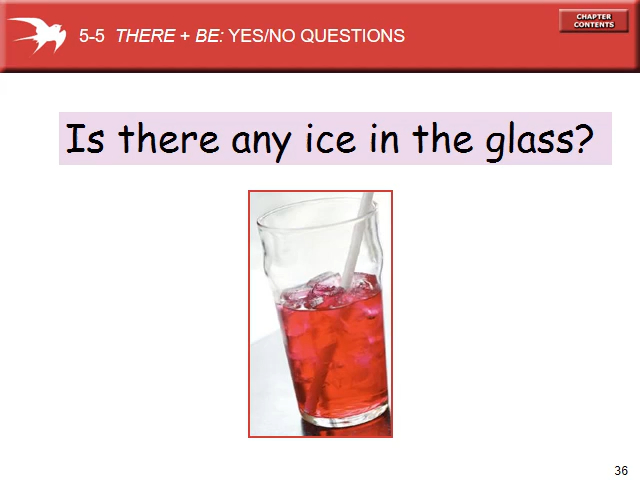 5-5 THERE + BE: YES/NO QUESTIONS
CHAPTER
CONTENTS
Is there any ice in the glass?
36